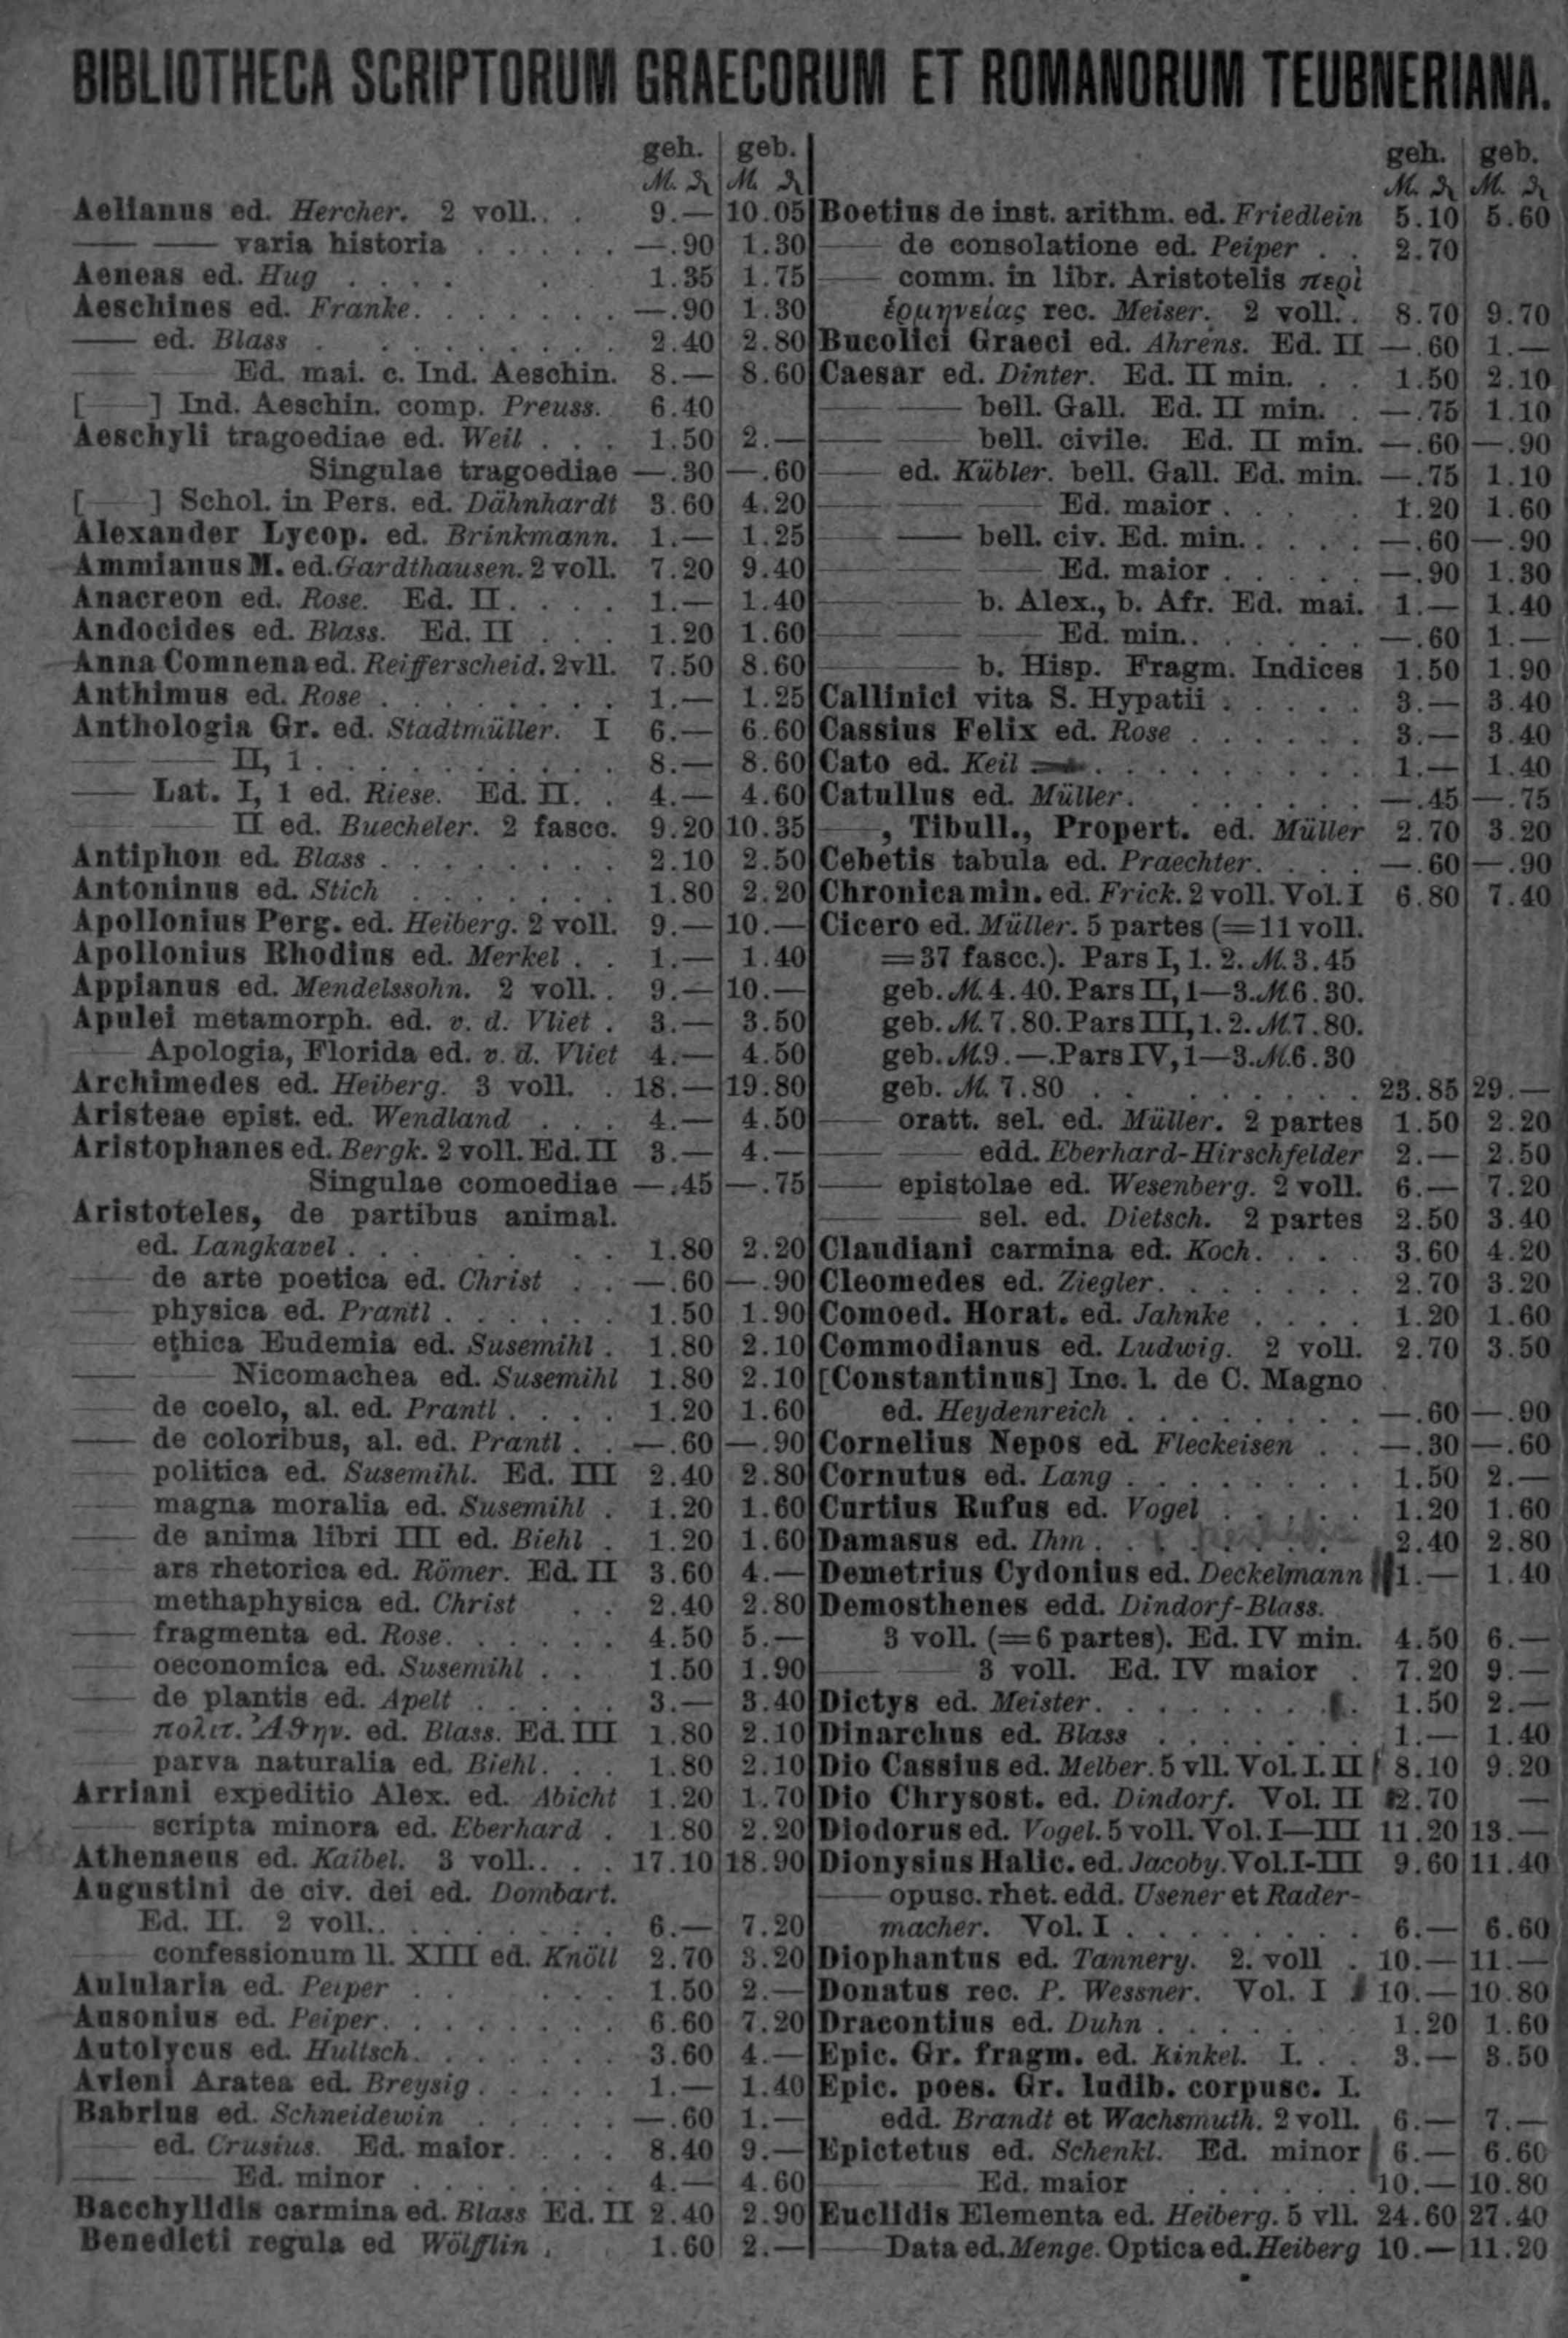 BIBLIOTHECA SCRIPTORUM GRAECORUM ET ROMANORUM TEUBNERIANA.
geh. geb.
M. ₰ M. ₰
Aelianus ed. Hercher. 2 voll. . . 9.— 10.05
—— —— varia historia . . . . . —.90 1.30
Aeneas ed. Hug . . . . . . 1.35 1.75
Aeschines ed. Franke. . . . . . . —.90 1.30
—— ed. Blass . . . . . . . . . 2.40 2.80
—— —— Ed. mai. c. Ind. Aeschin. 8.— 8.60
[——] Ind. Aeschin. comp. Preuss. 6.40
Aeschyli tragoediae ed. Weil . . . 1.50 2.—
Singulae tragoediae —.30 —.60
[——] Schol. in Pers. ed. Dähnhardt 3.60 4.20
Alexander Lycop. ed. Brinkmann. 1.— 1.25
Ammianus M. ed. Gardthausen. 2 voll. 7.20 9.40
Anacreon ed. Rose. Ed. II. . . . 1.— 1.40
Andocides ed. Blass. Ed. II . . . 1.20 1.60
Anna Comnena ed. Reifferscheid. 2 vll. 7.50 8.60
Anthimus ed. Rose . . . . . . . . 1.— 1.25
Anthologia Gr. ed. Stadtmüller. I 6.— 6.60
—— —— II, 1 . . . . . . . . . . 8.— 8.60
—— Lat. I, 1 ed. Riese. Ed. II. . 4.— 4.60
—— —— II ed. Buecheler. 2 fascc. 9.20 10.35
Antiphon ed. Blass . . . . . . . . 2.10 2.50
Antoninus ed. Stich . . . . . . . 1.80 2.20
Apollonius Perg. ed. Heiberg. 2 voll. 9.— 10.—
Apollonius Rhodius ed. Merkel . . 1.— 1.40
Appianus ed. Mendelssohn. 2 voll. . 9.— 10.—
Apulei metamorph. ed. v. d. Vliet . 3.— 3.50
—— Apologia, Florida ed. v. d. Vliet 4.— 4.50
Archimedes ed. Heiberg. 3 voll. . 18.— 19.80
Aristeae epist. ed. Wendland . . . 4.— 4.50
Aristophanes ed. Bergk. 2 voll. Ed. II 3.— 4.—
Singulae comoediae —.45 —.75
Aristoteles, de partibus animal.
ed. Langkavel . . . . . . . . 1.80 2.20
—— de arte poetica ed. Christ . . —.60 —.90
—— physica ed. Prantl . . . . . . 1.50 1.90
—— ethica Eudemia ed. Susemihl . 1.80 2.10
—— —— Nicomachea ed. Susemihl 1.80 2.10
—— de coelo, al. ed. Prantl . . . . 1.20 1.60
—— de coloribus, al. ed. Prantl . . —.60 —.90
—— politica ed. Susemihl. Ed. III 2.40 2.80
—— magna moralia ed. Susemihl . 1.20 1.60
—— de anima libri III ed. Biehl . 1.20 1.60
—— ars rhetorica ed. Römer. Ed. II 3.60 4.—
—— methaphysica ed. Christ . . 2.40 2.80
—— fragmenta ed. Rose. . . . . . 4.50 5.—
—— oeconomica ed. Susemihl . . 1.50 1.90
—— de plantis ed. Apelt . . . . . 3.— 3.40
—— πολιτ. Ἀθην. ed. Blass. Ed. III 1.80 2.10
—— parva naturalia ed. Biehl. . . 1.80 2.10
Arriani expeditio Alex. ed. Abicht 1.20 1.70
—— scripta minora ed. Eberhard . 1.80 2.20
Athenaeus ed. Kaibel. 3 voll. . . . 17.10 18.90
Augustini de civ. dei ed. Dombart.
Ed. II. 2 voll. . . . . . . . . 6.— 7.20
—— confessionum ll. XIII ed. Knöll 2.70 3.20
Aulularia ed. Peiper . . . . . 1.50 2.—
Ausonius ed. Peiper. . . . . . . . 6.60 7.20
Autolycus ed. Hultsch. . . . . . . 3.60 4.—
Avieni Aratea ed. Breysig . . . . . 1.— 1.40
Babrius ed. Schneidewin . . . . . —.60 1.—
—— ed. Crusius. Ed. maior. . . . 8.40 9.—
—— —— Ed. minor . . . . . . . 4.— 4.60
Bacchylidis carmina ed. Blass Ed. II 2.40 2.90
Benedicti regula ed Wölfflin . 1.60 2.—
geh. geb.
M. ₰ M. ₰
Boetius de inst. arithm. ed. Friedlein 5.10 5.60
—— de consolatione ed. Peiper . . 2.70
—— comm. in libr. Aristotelis περὶ
ἑρμηνείας rec. Meiser. 2 voll. . 8.70 9.70
Bucolici Graeci ed. Ahrens. Ed. II —.60 1.—
Caesar ed. Dinter. Ed. II min. . . 1.50 2.10
—— —— bell. Gall. Ed. II min. . —.75 1.10
—— —— bell. civile. Ed. II min. —.60 —.90
—— ed. Kübler. bell. Gall. Ed. min. —.75 1.10
—— —— —— Ed. maior . . . . . 1.20 1.60
—— —— bell. civ. Ed. min. . . . . —.60 —.90
—— —— —— Ed. maior . . . . . —.90 1.30
—— —— b. Alex., b. Afr. Ed. mai. 1.— 1.40
—— —— —— Ed. min. . . . . . . —.60 1.—
—— —— b. Hisp. Fragm. Indices 1.50 1.90
Callinici vita S. Hypatii . . . . . 3.— 3.40
Cassius Felix ed. Rose . . . . . . 3.— 3.40
Cato ed. Keil . . . . . . . . . 1.— 1.40
Catullus ed. Müller. . . . . . . —.45 —.75
——, Tibull., Propert. ed. Müller 2.70 3.20
Cebetis tabula ed. Praechter. . . . —.60 —.90
Chronica min. ed. Frick. 2 voll. Vol. I 6.80 7.40
Cicero ed. Müller. 5 partes (=11 voll.
=37 fascc.). Pars I, 1. 2. M. 3.45
geb. M. 4.40. Pars II, 1—3. M. 6.30.
geb. M. 7.80. Pars III, 1. 2. M. 7.80.
geb. M. 9.—. Pars IV, 1—3. M. 6.30
geb. M. 7.80 . . . . . . . . . 23.85 29.—
—— oratt. sel. ed. Müller. 2 partes 1.50 2.20
—— —— edd. Eberhard-Hirschfelder 2.— 2.50
—— epistolae ed. Wesenberg. 2 voll. 6.— 7.20
—— —— sel. ed. Dietsch. 2 partes 2.50 3.40
Claudiani carmina ed. Koch. . . . 3.60 4.20
Cleomedes ed. Ziegler. . . . . . . 2.70 3.20
Comoed. Horat. ed. Jahnke . . . . 1.20 1.60
Commodianus ed. Ludwig. 2 voll. 2.70 3.50
[Constantinus] Inc. l. de C. Magno
ed. Heydenreich . . . . . . . . —.60 —.90
Cornelius Nepos ed. Fleckeisen . . —.30 —.60
Cornutus ed. Lang . . . . . . . . 1.50 2.—
Curtius Rufus ed. Vogel . . . . . 1.20 1.60
Damasus ed. Ihm . . . . . . . . 2.40 2.80
Demetrius Cydonius ed. Deckelmann 1.— 1.40
Demosthenes edd. Dindorf-Blass.
3 voll. (=6 partes). Ed. IV min. 4.50 6.—
—— —— 3 voll. Ed. IV maior . 7.20 9.—
Dictys ed. Meister. . . . . . . . . 1.50 2.—
Dinarchus ed. Blass . . . . . . . 1.— 1.40
Dio Cassius ed. Melber. 5 vll. Vol. I. II 8.10 9.20
Dio Chrysost. ed. Dindorf. Vol. II 2.70 —
Diodorus ed. Vogel. 5 voll. Vol. I—III 11.20 13.—
Dionysius Halic. ed. Jacoby. Vol. I-III 9.60 11.40
—— opusc. rhet. edd. Usener et Rader-
macher. Vol. I . . . . . . . . 6.— 6.60
Diophantus ed. Tannery. 2. voll . 10.— 11.—
Donatus rec. P. Wessner. Vol. I 10.— 10.80
Dracontius ed. Duhn . . . . . . 1.20 1.60
Epic. Gr. fragm. ed. Kinkel. I. . . 3.— 3.50
Epic. poes. Gr. ludib. corpusc. I.
edd. Brandt et Wachsmuth. 2 voll. 6.— 7.—
Epictetus ed. Schenkl. Ed. minor 6.— 6.60
—— —— Ed. maior . . . . . . 10.— 10.80
Euclidis Elementa ed. Heiberg. 5 vll. 24.60 27.40
—— Data ed. Menge. Optica ed. Heiberg 10.— 11.20